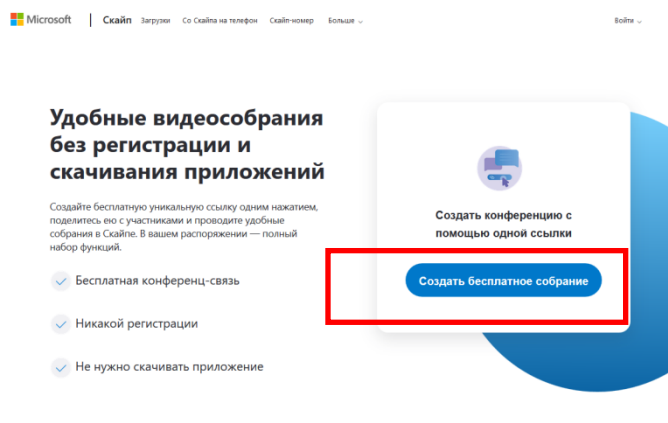 Microsoft
Скайп Загрузки Со Скайпа на телефон Скайп-номер Больше
Войти
Удобные видеособрания
без регистрации и
скачивания приложений
Создайте бесплатную уникальную ссылку одним нажатием,
поделитесь ею с участниками и проводите удобные
собрания в Скайпе. В вашем распоряжении — полный
набор функций.
Бесплатная конференц-связь
Никакой регистрации
Не нужно скачивать приложение
Создать конференцию с
помощью одной ссылки
Создать бесплатное собрание